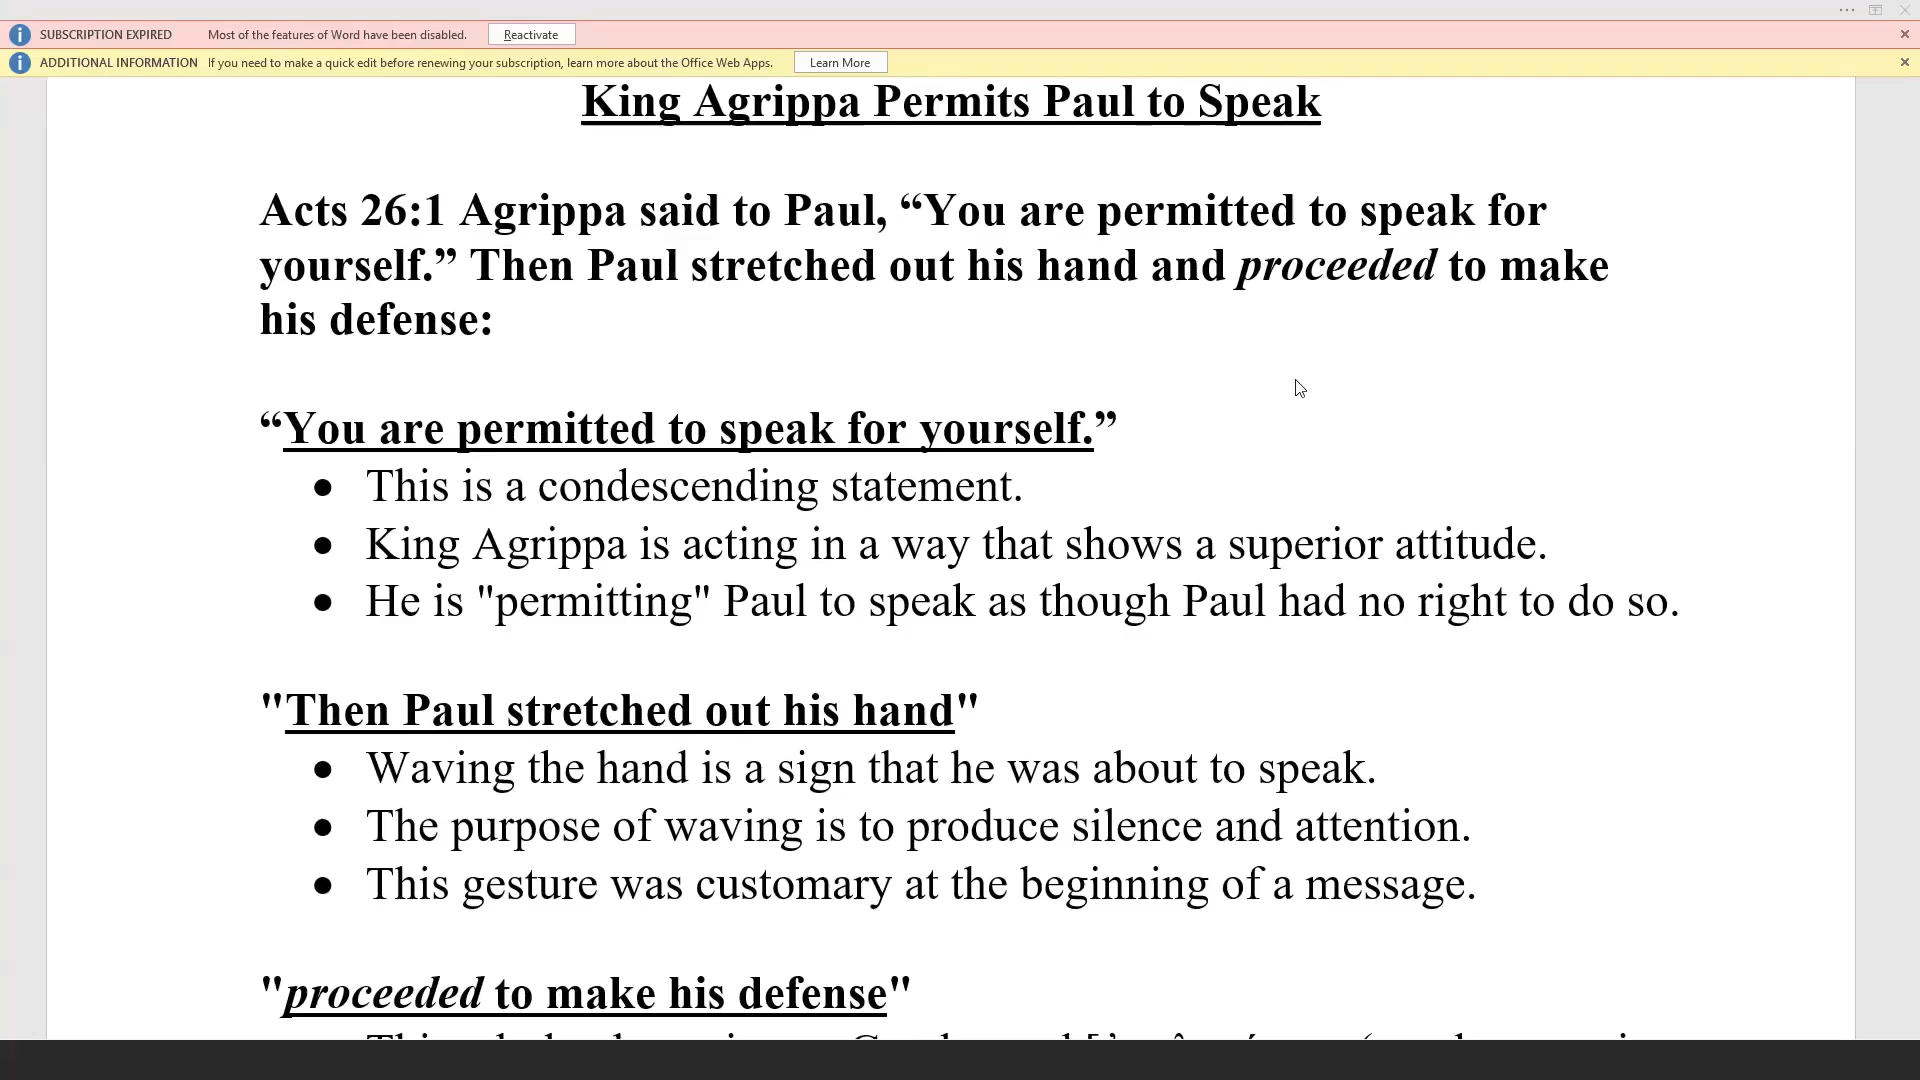 SUBSCRIPTION EXPIRED Most of the features of Word have been disabled. Reactivate
ADDITIONAL INFORMATION If you need to make a quick edit before renewing your subscription, learn more about the Office Web Apps. Learn More
King Agrippa Permits Paul to Speak
Acts 26:1 Agrippa said to Paul, “You are permitted to speak for
yourself.” Then Paul stretched out his hand and proceeded to make
his defense:
“You are permitted to speak for yourself.”
• This is a condescending statement.
• King Agrippa is acting in a way that shows a superior attitude.
• He is "permitting" Paul to speak as though Paul had no right to do so.
"Then Paul stretched out his hand"
• Waving the hand is a sign that he was about to speak.
• The purpose of waving is to produce silence and attention.
• This gesture was customary at the beginning of a message.
"proceeded to make his defense"